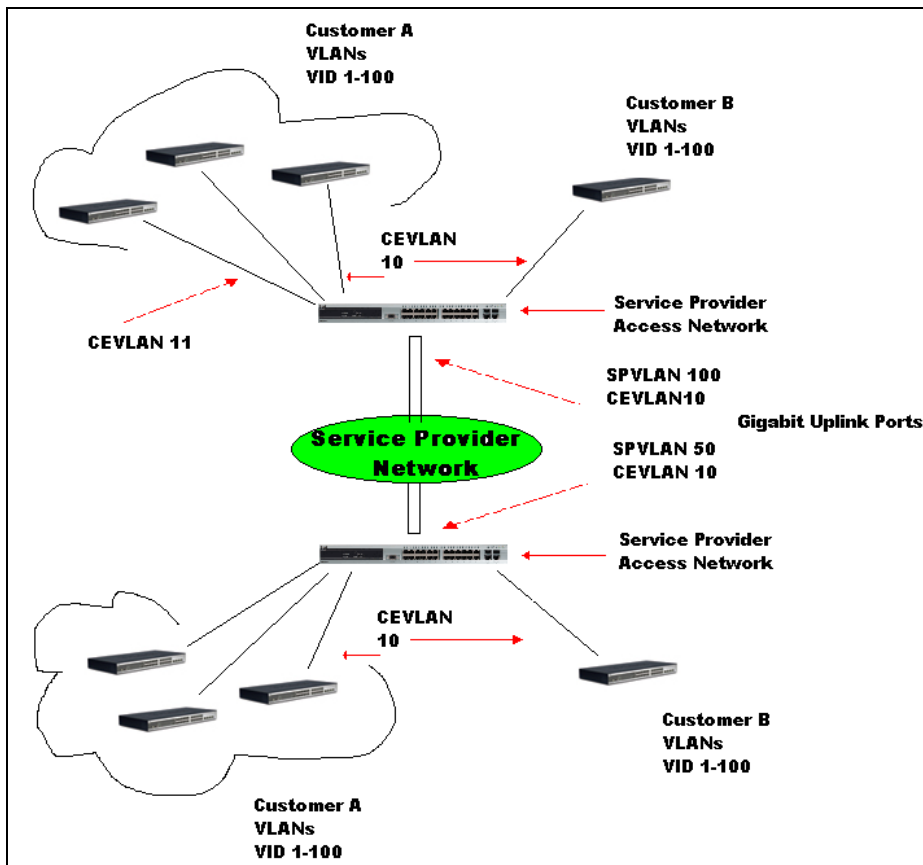 Customer A
VLANs
VID 1-100
Customer B
VLANs
VID 1-100
CEVLAN
10
CEVLAN 11
Service Provider
Access Network
SPVLAN 100
CEVLAN10
Gigabit Uplink Ports
Service Provider
Network
SPVLAN 50
CEVLAN 10
Service Provider
Access Network
CEVLAN
10
Customer B
VLANs
VID 1-100
Customer A
VLANs
VID 1-100